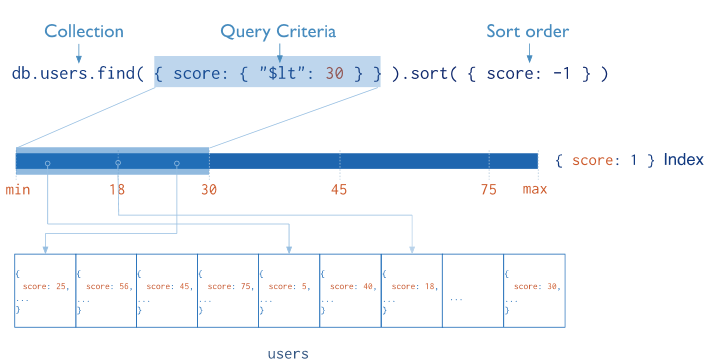 Collection Query Criteria Sort order
db.users.find( { score: { "$lt": 30 } } ).sort( { score: -1 } )
{ score: 1 } Index
min 18 30 45 75 max
{ { { { { { { {
score: 25, score: 56, score: 45, score: 75, score: 5, score: 40, score: 18, score: 30,
... ... ... ... ... ... ... ... ...
} } } } } } } }
users